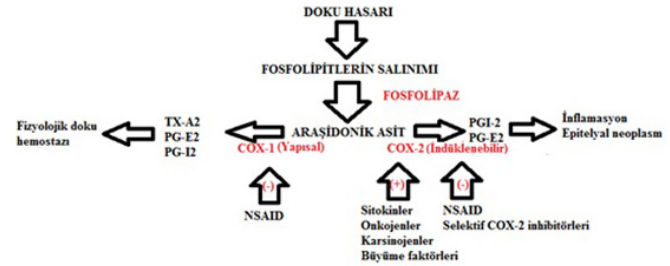 DOKU HASARI
FOSFOLİPİTLERİN SALINIMI
FOSFOLİPAZ
Fizyolojik doku
hemostazı
TX-A2
PG-E2
PG-I2
ARAŞİDONİK ASİT
COX-1 (Yapısal)
COX-2 (İndüklenebilir)
PGI-2
PG-E2
İnflamasyon
Epitelyal neoplasm
(-)
NSAID
(+)
Sitokinler
Onkojenler
Karsinojenler
Büyüme faktörleri
(-)
NSAID
Selektif COX-2 inhibitörleri